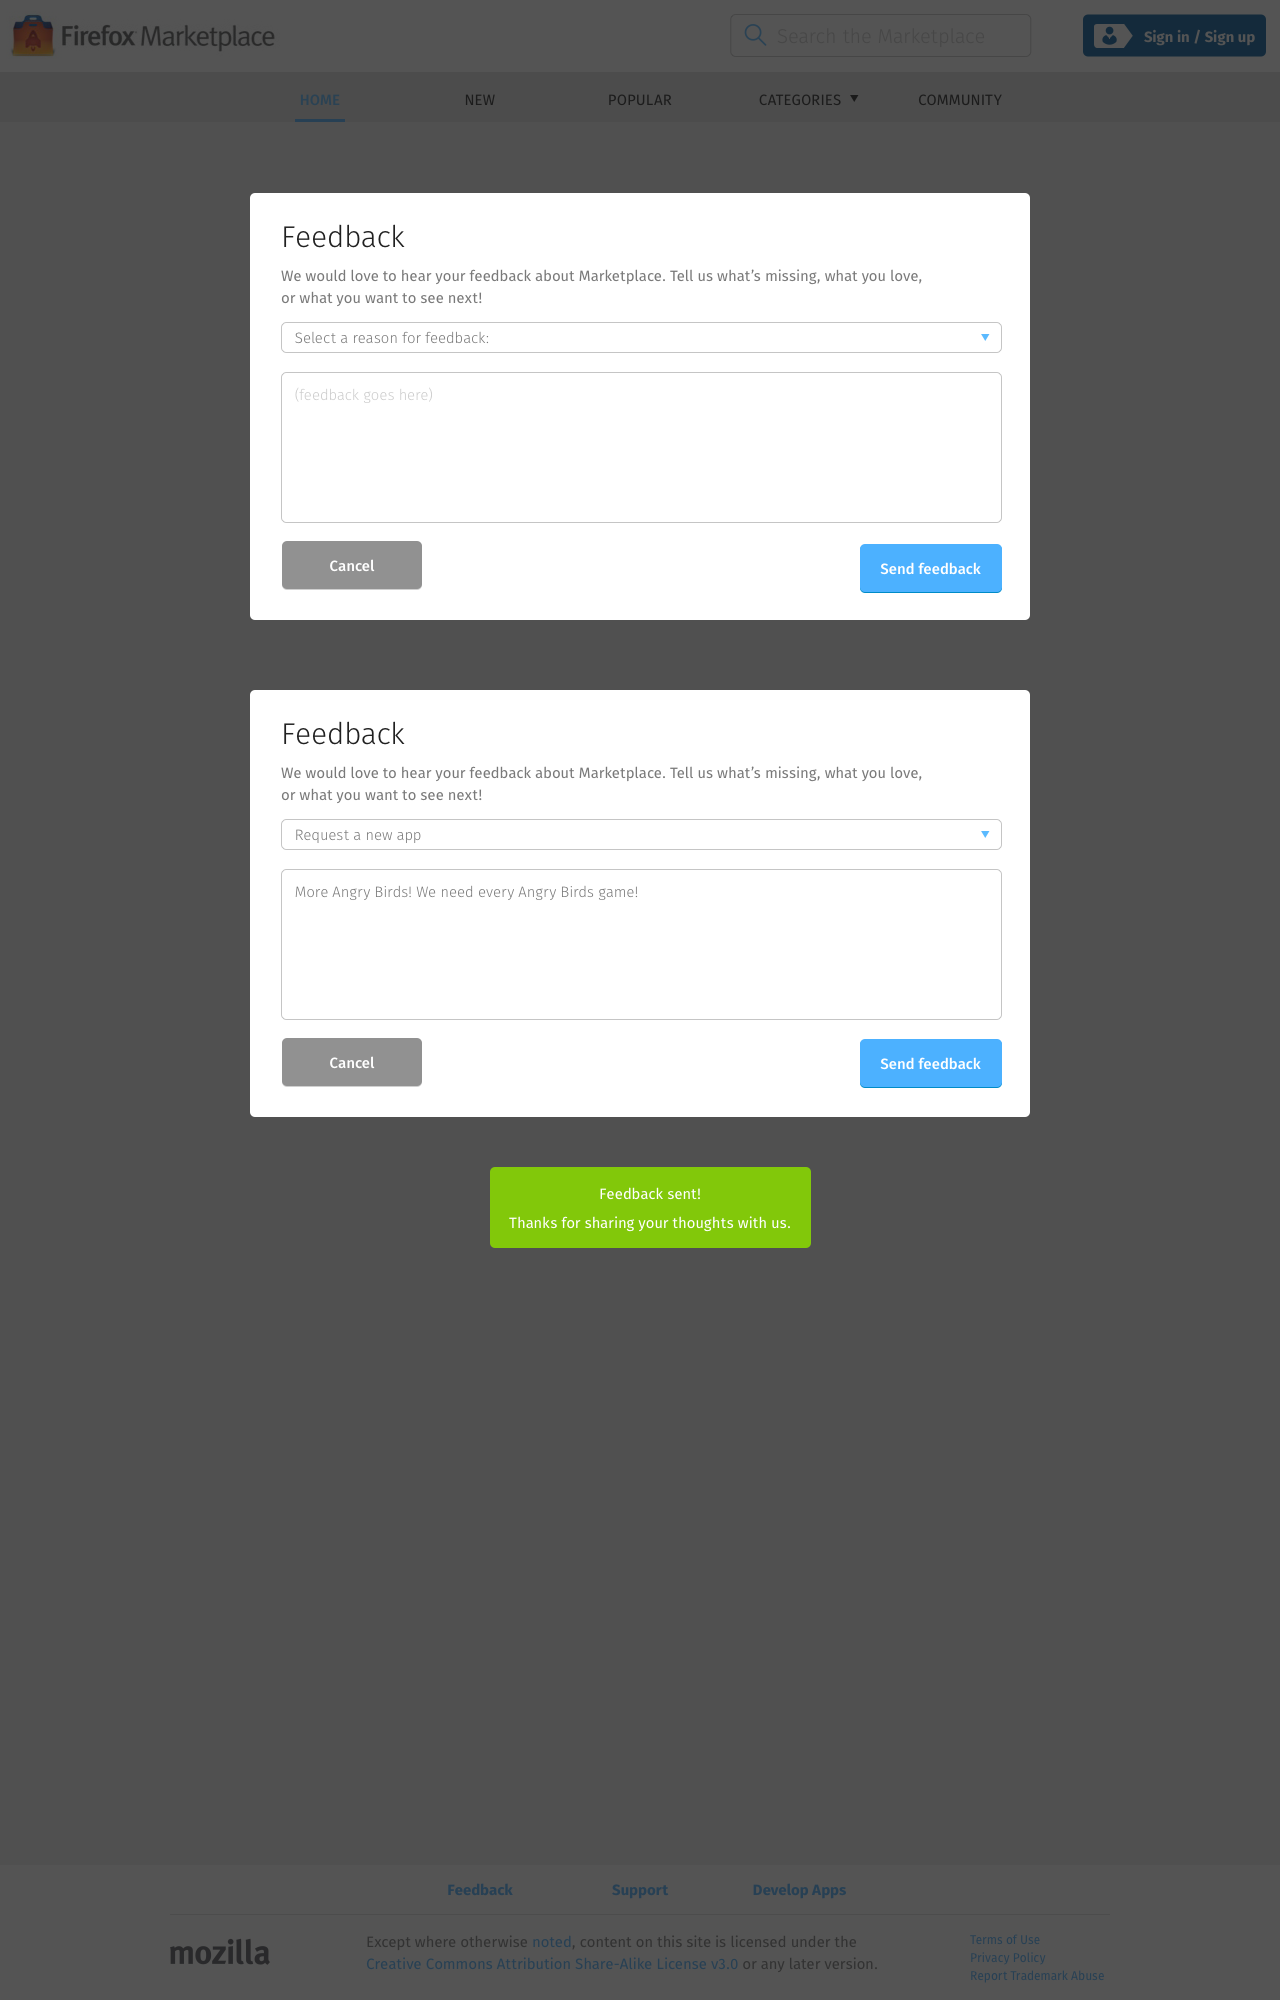 Firefox Marketplace
Search the Marketplace
Sign in / Sign up
HOME
NEW
POPULAR
CATEGORIES
COMMUNITY
Feedback
We would love to hear your feedback about Marketplace. Tell us what’s missing, what you love,
or what you want to see next!
Select a reason for feedback:
(feedback goes here)
Cancel
Send feedback
Feedback
We would love to hear your feedback about Marketplace. Tell us what’s missing, what you love,
or what you want to see next!
Request a new app
More Angry Birds! We need every Angry Birds game!
Cancel
Send feedback
Feedback sent!
Thanks for sharing your thoughts with us.
Feedback
Support
Develop Apps
mozilla
Except where otherwise noted, content on this site is licensed under the
Creative Commons Attribution Share-Alike License v3.0 or any later version.
Terms of Use
Privacy Policy
Report Trademark Abuse